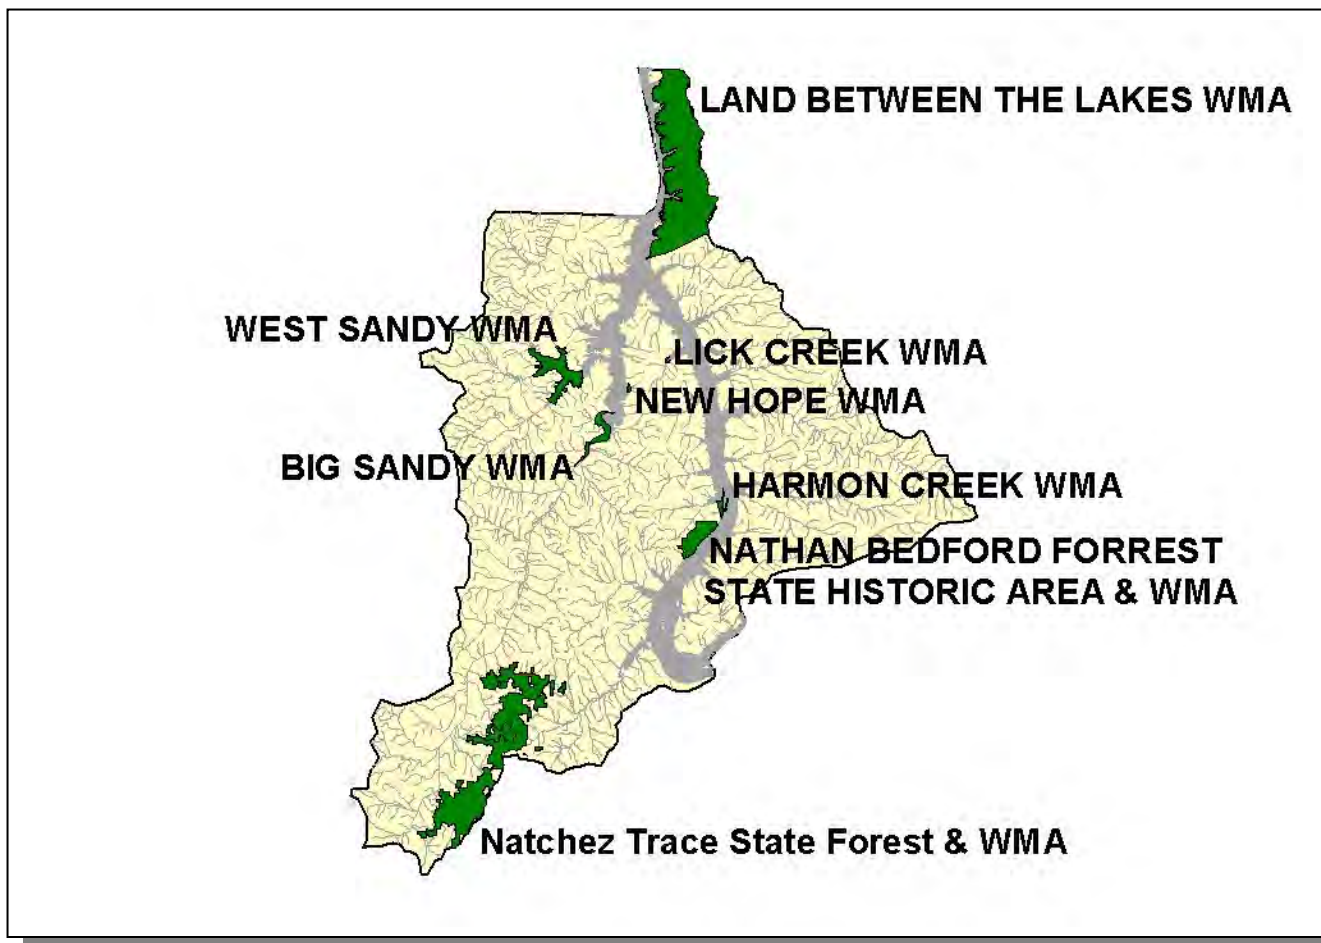 LAND BETWEEN THE LAKES WMA
WEST SANDY WMA
LICK CREEK WMA
NEW HOPE WMA
BIG SANDY WMA
HARMON CREEK WMA
NATHAN BEDFORD FORREST
STATE HISTORIC AREA & WMA
Natchez Trace State Forest & WMA